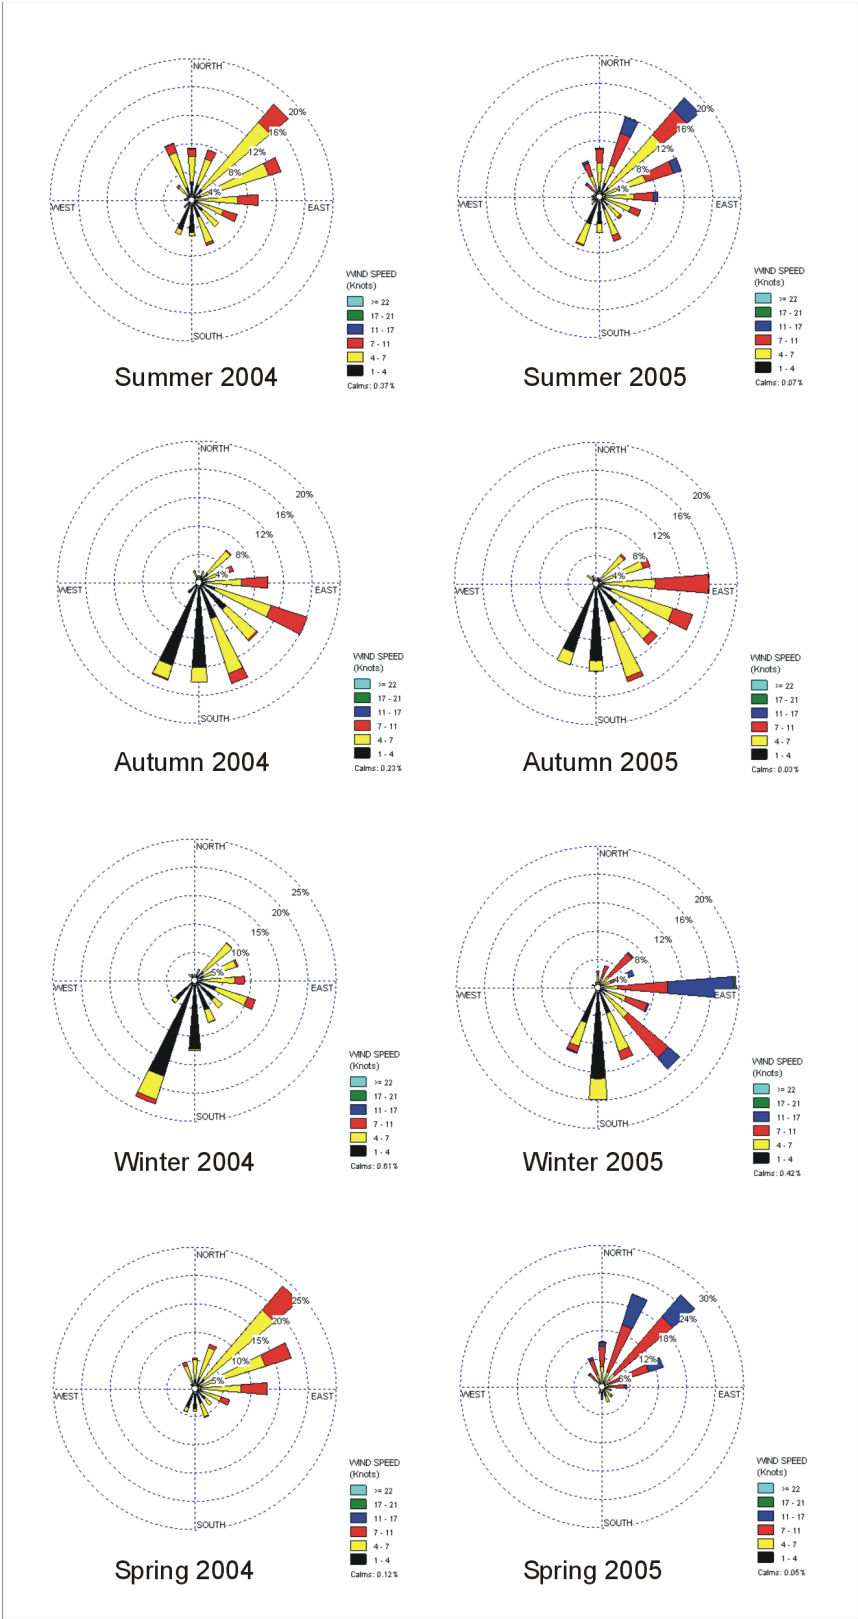 NORTH
20%
16%
12%
8%
4%
WEST
EAST
SOUTH
WIND SPEED
(Knots)
>= 22
17 - 21
11 - 17
7 - 11
4 - 7
1 - 4
Calms: 0.37%
Summer 2004
NORTH
20%
16%
12%
8%
4%
WEST
EAST
SOUTH
WIND SPEED
(Knots)
>= 22
17 - 21
11 - 17
7 - 11
4 - 7
1 - 4
Calms: 0.07%
Summer 2005
NORTH
20%
16%
12%
8%
4%
WEST
EAST
SOUTH
WIND SPEED
(Knots)
>= 22
17 - 21
11 - 17
7 - 11
4 - 7
1 - 4
Calms: 0.23%
Autumn 2004
NORTH
20%
16%
12%
8%
4%
WEST
EAST
SOUTH
WIND SPEED
(Knots)
>= 22
17 - 21
11 - 17
7 - 11
4 - 7
1 - 4
Calms: 0.03%
Autumn 2005
NORTH
25%
20%
15%
10%
5%
WEST
EAST
SOUTH
WIND SPEED
(Knots)
>= 22
17 - 21
11 - 17
7 - 11
4 - 7
1 - 4
Calms: 0.61%
Winter 2004
NORTH
20%
16%
12%
8%
4%
WEST
EAST
SOUTH
WIND SPEED
(Knots)
>= 22
17 - 21
11 - 17
7 - 11
4 - 7
1 - 4
Calms: 0.42%
Winter 2005
NORTH
25%
20%
15%
10%
5%
WEST
EAST
SOUTH
WIND SPEED
(Knots)
>= 22
17 - 21
11 - 17
7 - 11
4 - 7
1 - 4
Calms: 0.12%
Spring 2004
NORTH
30%
24%
18%
12%
6%
WEST
EAST
SOUTH
WIND SPEED
(Knots)
>= 22
17 - 21
11 - 17
7 - 11
4 - 7
1 - 4
Calms: 0.05%
Spring 2005